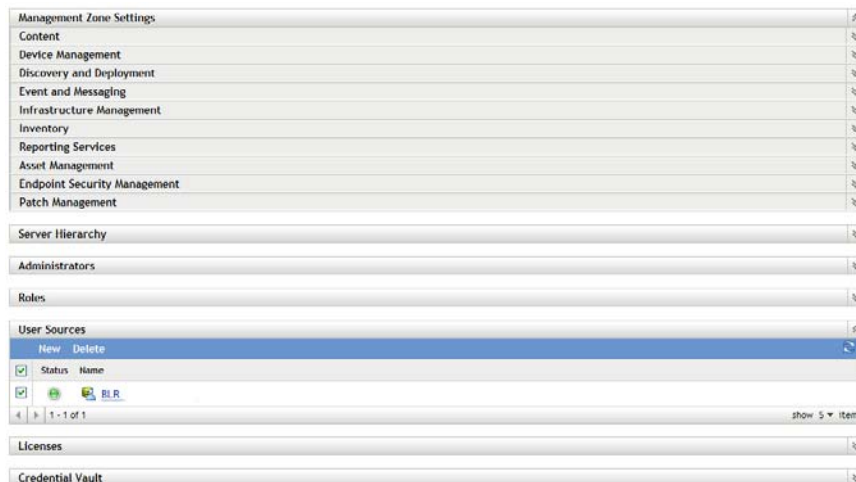 Management Zone Settings
Content
Device Management
Discovery and Deployment
Event and Messaging
Infrastructure Management
Inventory
Reporting Services
Asset Management
Endpoint Security Management
Patch Management
Server Hierarchy
Administrators
Roles
User Sources
New Delete
Status Name
BLR
1 - 1 of 1 show 5 item
Licenses
Credential Vault